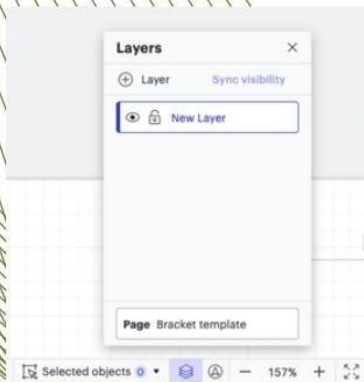 Layers
Layer Sync visibility
New Layer
Page Bracket template
Selected objects 0 157%